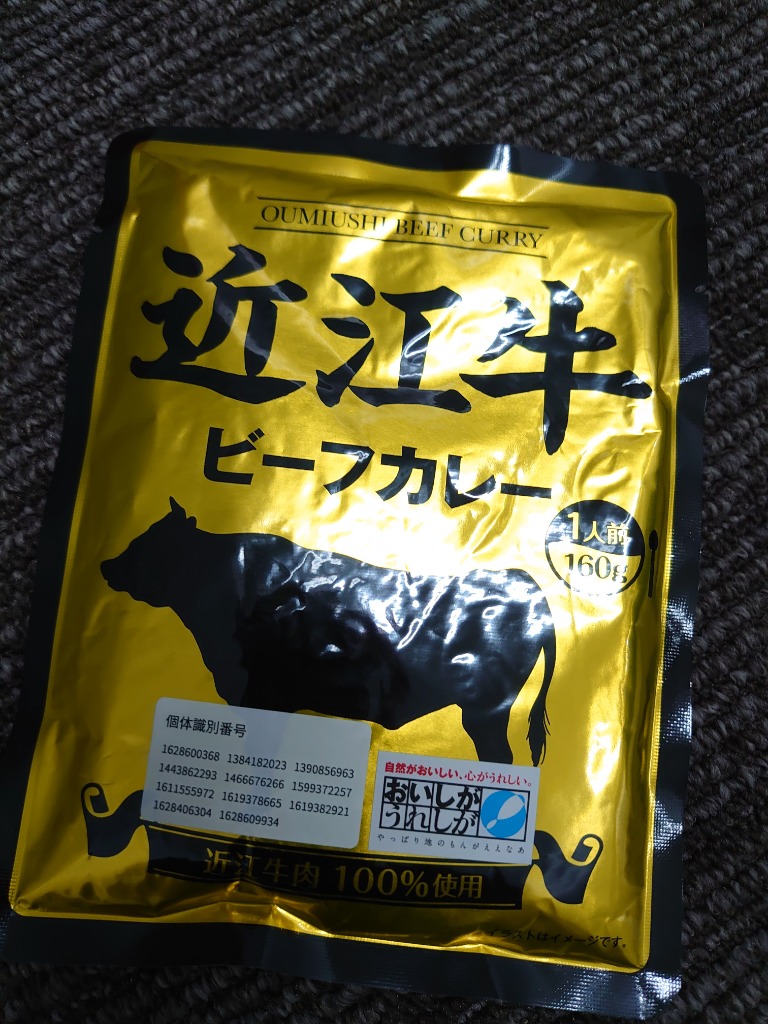 OUMIUSHI BEEF CURRY
近江牛
ビーフカレー
1人前
160g
個体識別番号
1628600368 1384182023 1390856963
1443862293 1466676266 1599372257
1611555972 1619378665 1619382921
1628406304 1628609934
自然がおいしい、心がうれしい。
おいしが
うれしが
やっぱり地のもんがええなあ
近江牛肉 100%使用
イラストはイメージです。